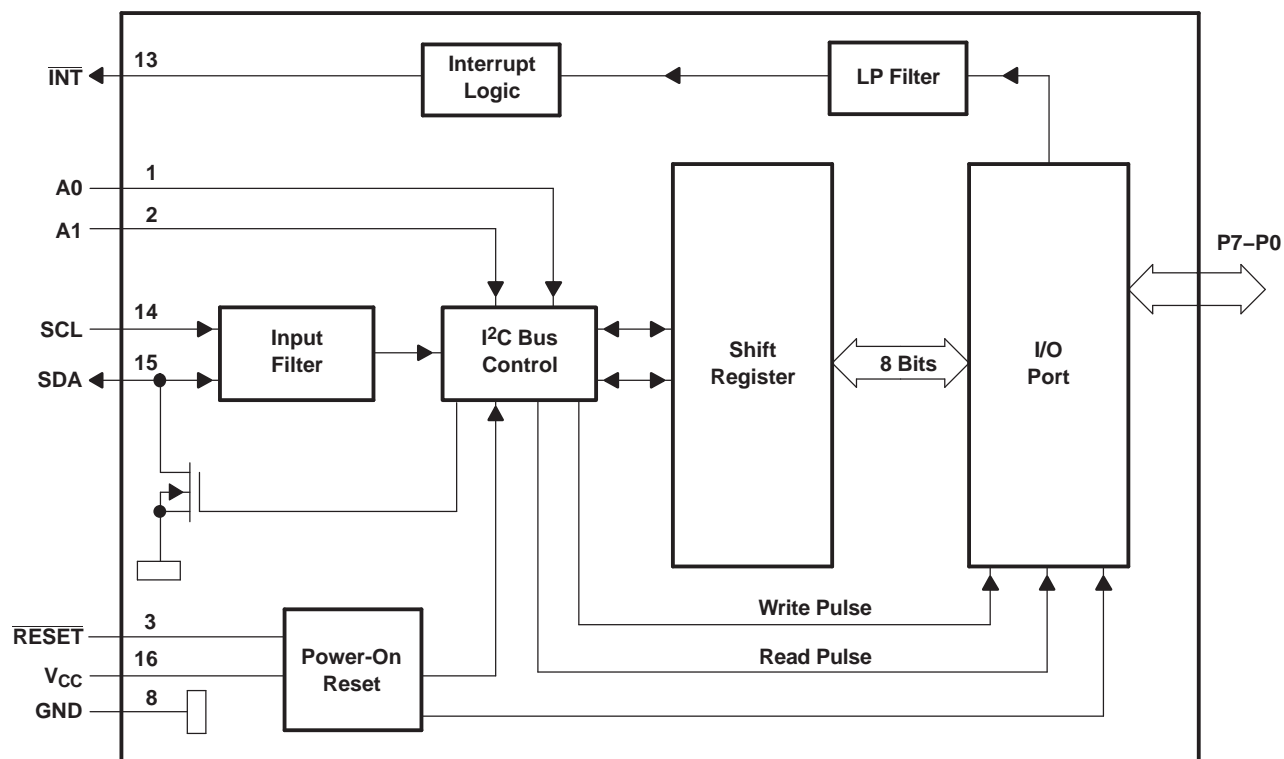 INT
13
Interrupt
Logic
LP Filter
A0
1
A1
2
P7–P0
SCL
14
SDA
15
Input
Filter
I²C Bus
Control
Shift
Register
8 Bits
I/O
Port
Write Pulse
Read Pulse
RESET
3
VCC
16
GND
8
Power-On
Reset